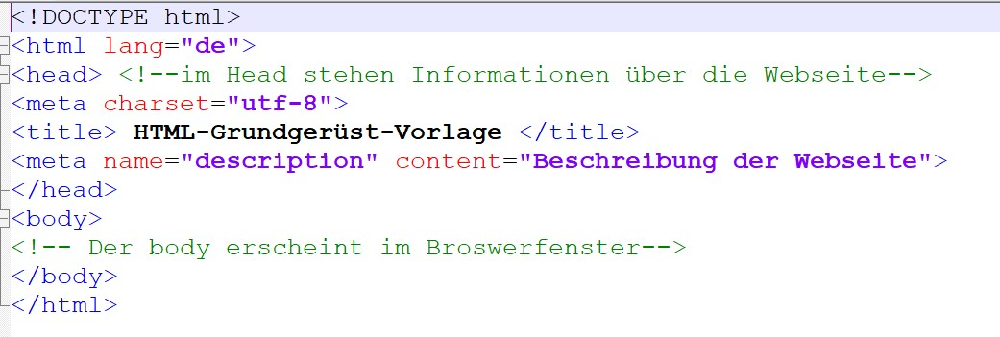 <!DOCTYPE html>
<html lang="de">
<head> <!--im Head stehen Informationen über die Webseite-->
<meta charset="utf-8">
<title> HTML-Grundgerüst-Vorlage </title>
<meta name="description" content="Beschreibung der Webseite">
</head>
<body>
<!-- Der body erscheint im Broswerfenster-->
</body>
</html>